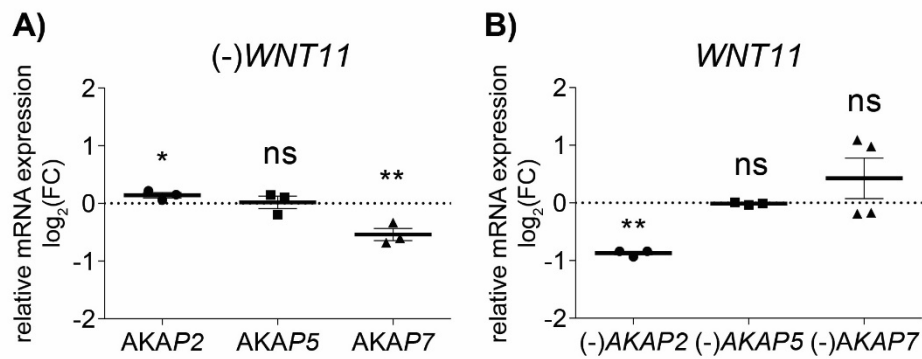 A)
(-)WNT11
relative mRNA expression
log₂(FC)
2
1
0
-1
-2
*
ns
**
AKAP2
AKAP5
AKAP7
B)
WNT11
relative mRNA expression
log₂(FC)
2
1
0
-1
-2
**
ns
ns
(-)AKAP2
(-)AKAP5
(-)AKAP7